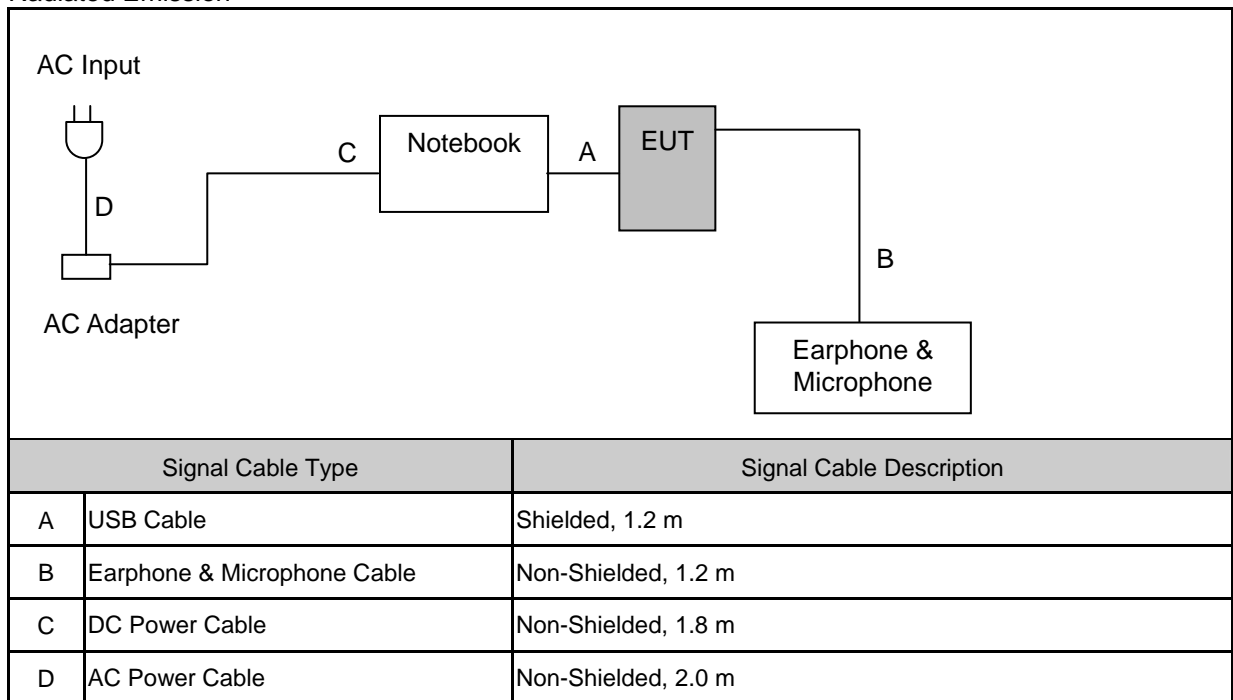 Radiated Emission
AC Input
C
Notebook
A
EUT
D
B
AC Adapter
Earphone &
Microphone
Signal Cable Type Signal Cable Description
A USB Cable Shielded, 1.2 m
B Earphone & Microphone Cable Non-Shielded, 1.2 m
C DC Power Cable Non-Shielded, 1.8 m
D AC Power Cable Non-Shielded, 2.0 m